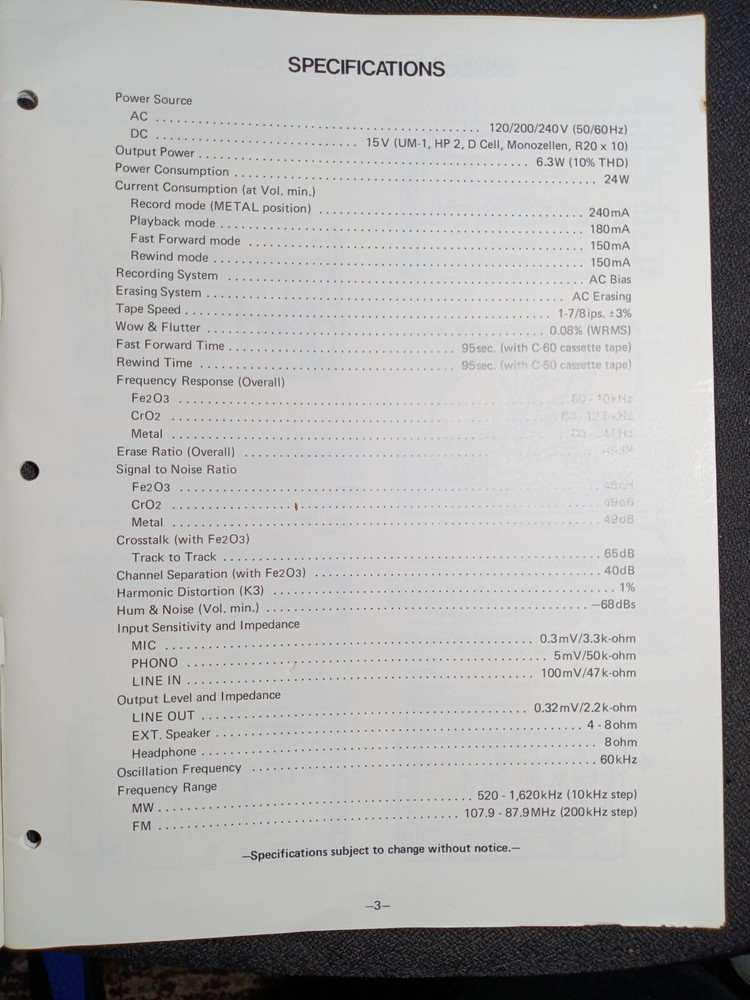 SPECIFICATIONS
Power Source
AC ........ 120/200/240V (50/60Hz)
DC ........ 15V (UM-1, HP 2, D Cell, Monozellen, R20 x 10)
Output Power ........ 6.3W (10% THD)
Power Consumption ........ 24W
Current Consumption (at Vol. min.)
Record mode (METAL position) ........ 240mA
Playback mode ........ 180mA
Fast Forward mode ........ 150mA
Rewind mode ........ 150mA
Recording System ........ AC Bias
Erasing System ........ AC Erasing
Tape Speed ........ 1-7/8ips. ±3%
Wow & Flutter ........ 0.08% (WRMS)
Fast Forward Time ........ 95sec. (with C-60 cassette tape)
Rewind Time ........ 95sec. (with C-60 cassette tape)
Frequency Response (Overall)
Fe2O3 ........ 80 - 10kHz
CrO2 ........
Metal ........
Erase Ratio (Overall) ........
Signal to Noise Ratio
Fe2O3 ........
CrO2 ........
Metal ........ 49dB
Crosstalk (with Fe2O3)
Track to Track ........ 65dB
Channel Separation (with Fe2O3) ........ 40dB
Harmonic Distortion (K3) ........ 1%
Hum & Noise (Vol. min.) ........ —68dBs
Input Sensitivity and Impedance
MIC ........ 0.3mV/3.3k-ohm
PHONO ........ 5mV/50k-ohm
LINE IN ........ 100mV/47k-ohm
Output Level and Impedance
LINE OUT ........ 0.32mV/2.2k-ohm
EXT. Speaker ........ 4 - 8ohm
Headphone ........ 8ohm
Oscillation Frequency ........ 60kHz
Frequency Range
MW ........ 520 - 1,620kHz (10kHz step)
FM ........ 107.9 - 87.9MHz (200kHz step)
—Specifications subject to change without notice.—
—3—